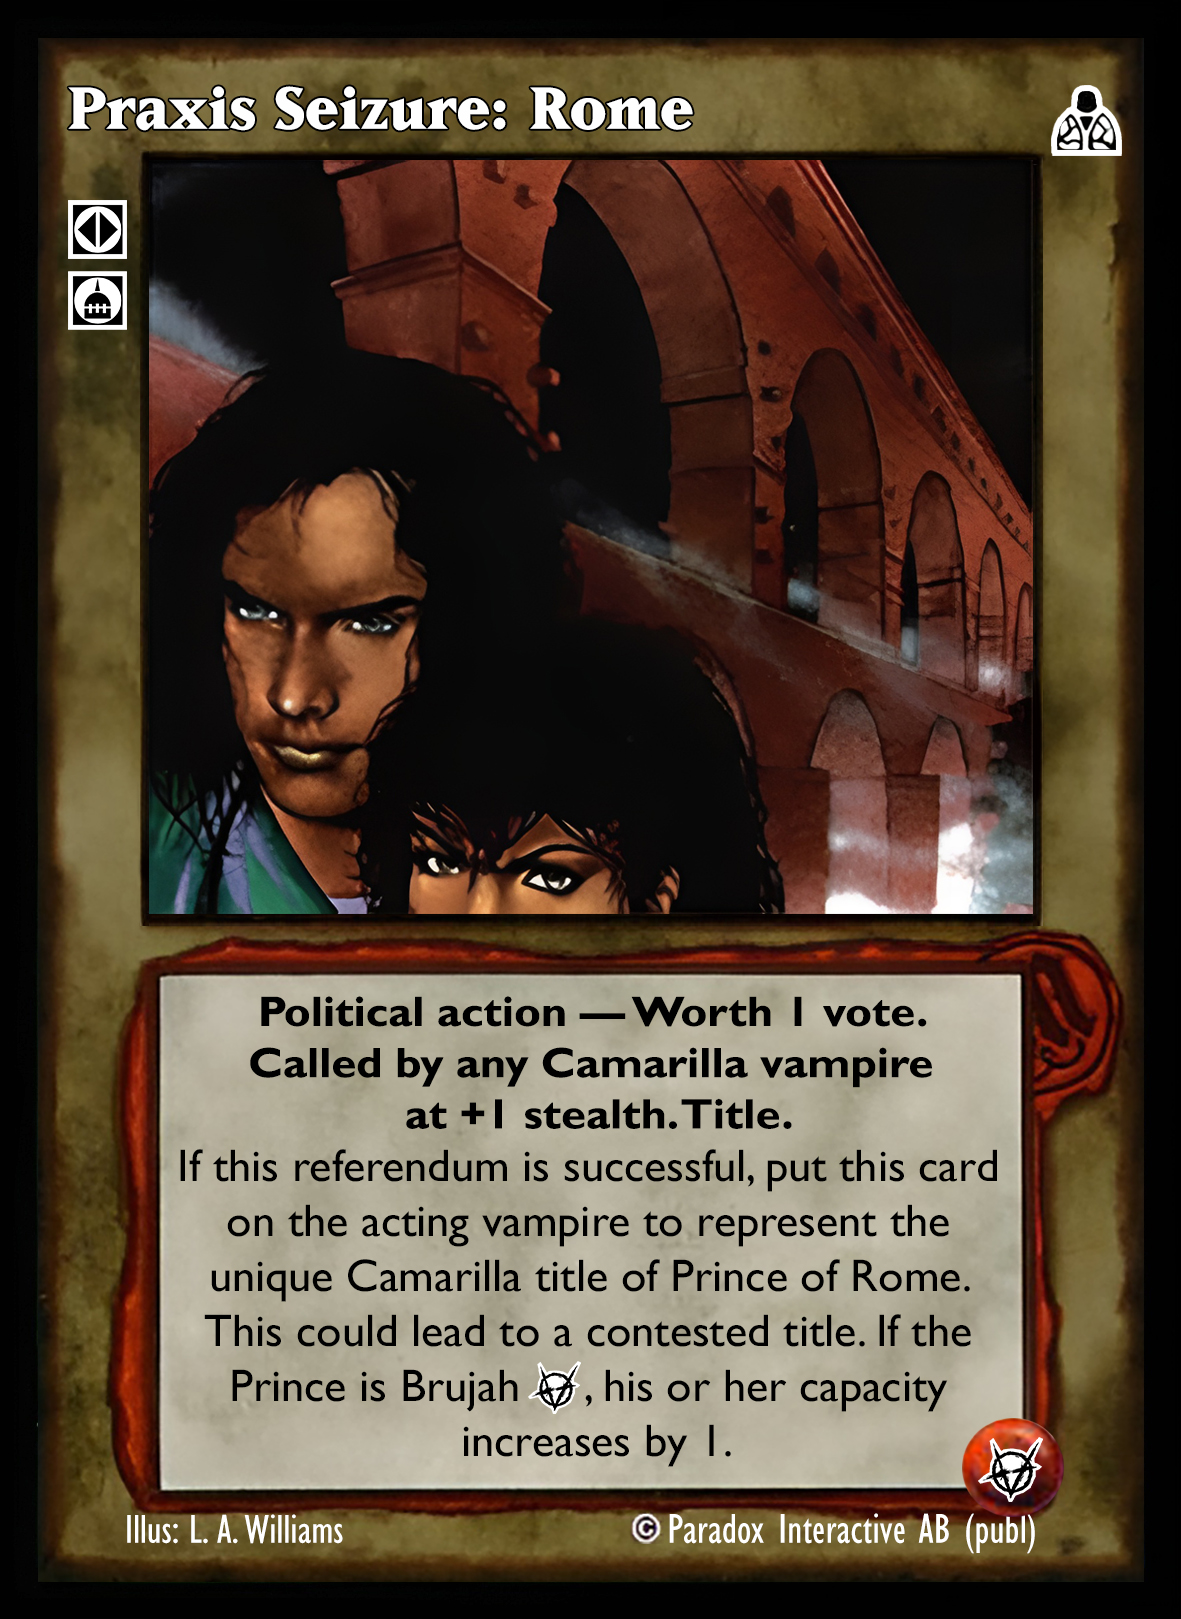 Praxis Seizure: Rome
Political action — Worth 1 vote.
Called by any Camarilla vampire
at +1 stealth. Title.
If this referendum is successful, put this card
on the acting vampire to represent the
unique Camarilla title of Prince of Rome.
This could lead to a contested title. If the
Prince is Brujah , his or her capacity
increases by 1.
Illus: L. A. Williams
© Paradox Interactive AB (publ)